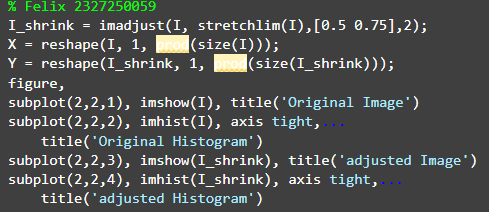 % Felix 2327250059
I_shrink = imadjust(I, stretchlim(I),[0.5 0.75],2);
X = reshape(I, 1, prod(size(I)));
Y = reshape(I_shrink, 1, prod(size(I_shrink)));
figure,
subplot(2,2,1), imshow(I), title('Original Image')
subplot(2,2,2), imhist(I), axis tight,...
    title('Original Histogram')
subplot(2,2,3), imshow(I_shrink), title('adjusted Image')
subplot(2,2,4), imhist(I_shrink), axis tight,...
    title('adjusted Histogram')